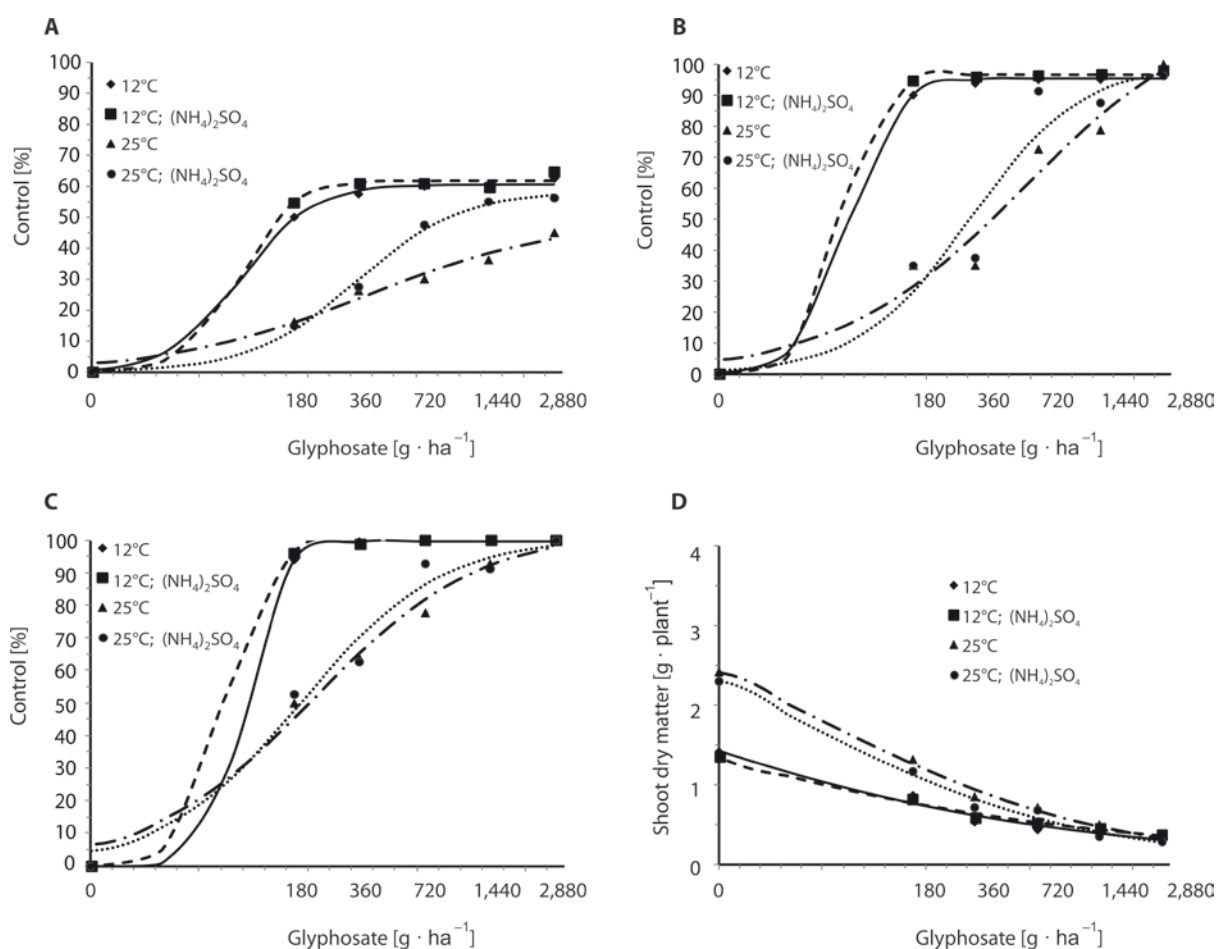 A
100
90
80
70
60
50
40
30
20
10
0
Control [%]
12°C
12°C; (NH₄)₂SO₄
25°C
25°C; (NH₄)₂SO₄
0 180 360 720 1,440 2,880
Glyphosate [g · ha⁻¹]
B
100
90
80
70
60
50
40
30
20
10
0
Control [%]
12°C
12°C; (NH₄)₂SO₄
25°C
25°C; (NH₄)₂SO₄
0 180 360 720 1,440 2,880
Glyphosate [g · ha⁻¹]
C
100
90
80
70
60
50
40
30
20
10
0
Control [%]
12°C
12°C; (NH₄)₂SO₄
25°C
25°C; (NH₄)₂SO₄
0 180 360 720 1,440 2,880
Glyphosate [g · ha⁻¹]
D
4
3
2
1
0
Shoot dry matter [g · plant⁻¹]
12°C
12°C; (NH₄)₂SO₄
25°C
25°C; (NH₄)₂SO₄
0 180 360 720 1,440 2,880
Glyphosate [g · ha⁻¹]